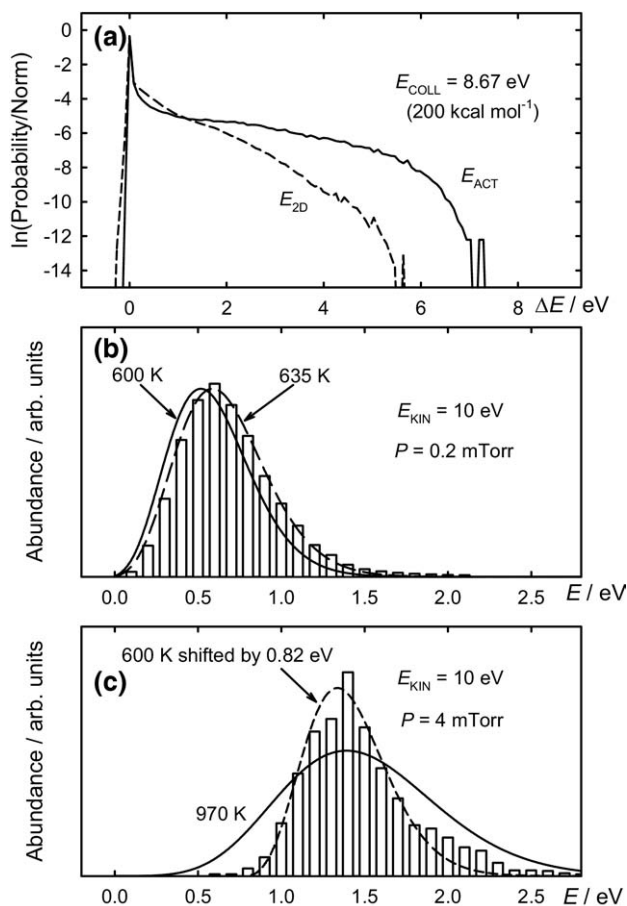 (a)
ln(Probability/Norm)
0
-2
-4
-6
-8
-10
-12
-14
E_COLL = 8.67 eV
(200 kcal mol⁻¹)
E_ACT
E_2D
0 2 4 6 8 ΔE / eV
(b)
Abundance / arb. units
600 K
635 K
E_KIN = 10 eV
P = 0.2 mTorr
0.0 0.5 1.0 1.5 2.0 2.5 E / eV
(c)
Abundance / arb. units
600 K shifted by 0.82 eV
E_KIN = 10 eV
P = 4 mTorr
970 K
0.0 0.5 1.0 1.5 2.0 2.5 E / eV